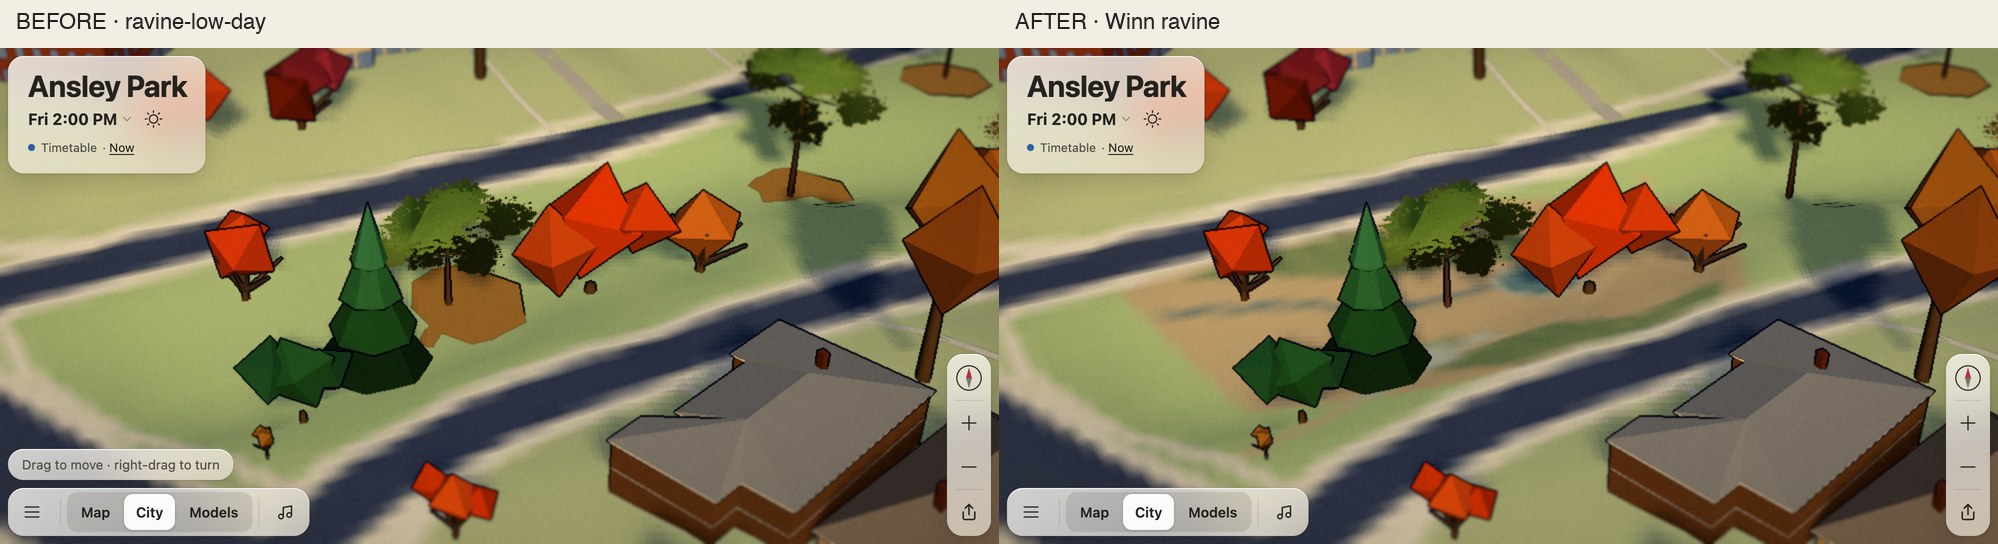 BEFORE · ravine-low-day
Ansley Park
Fri 2:00 PM
Timetable · Now
Drag to move · right-drag to turn
Map City Models
AFTER · Winn ravine
Ansley Park
Fri 2:00 PM
Timetable · Now
Map City Models